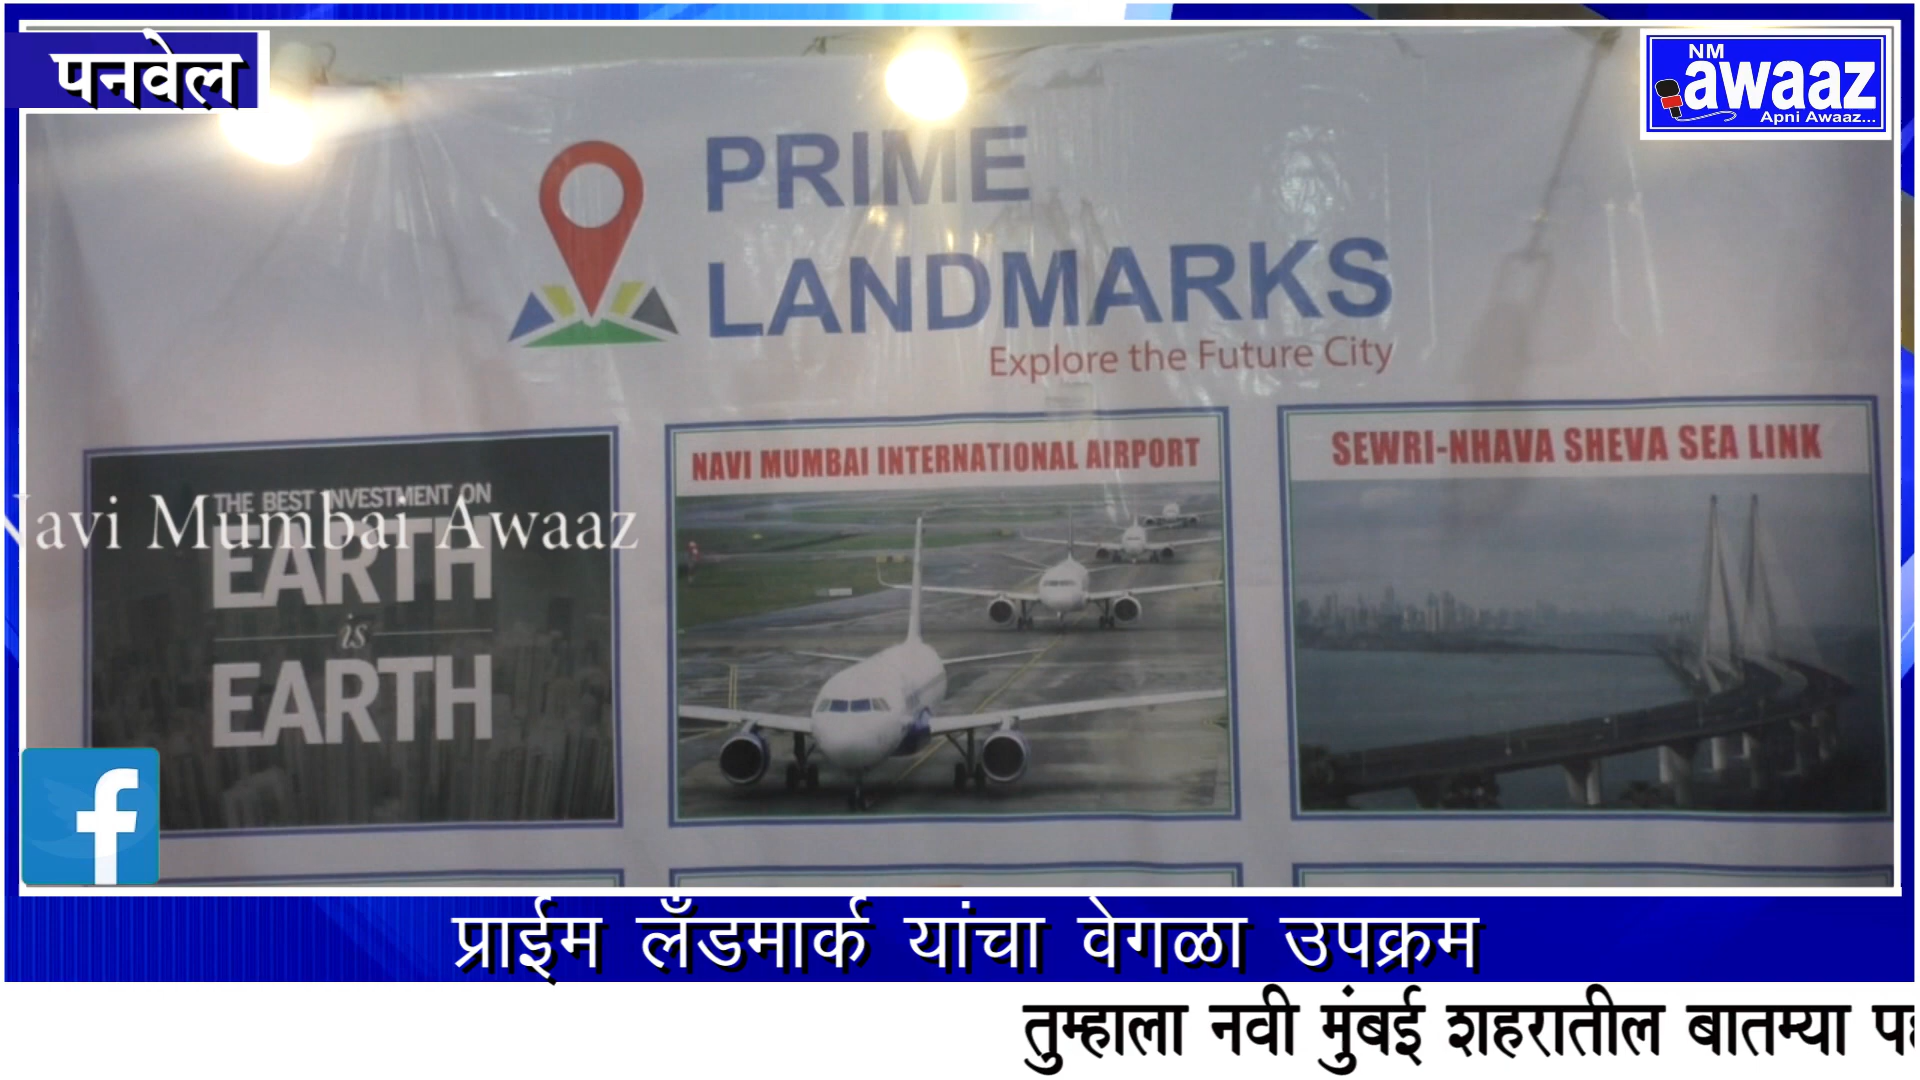 पनवेल
NM
awaaz
Apni Awaaz...
PRIME
LANDMARKS
Explore the Future City
THE BEST INVESTMENT ON
EARTH
is
EARTH
NAVI MUMBAI INTERNATIONAL AIRPORT
SEWRI-NHAVA SHEVA SEA LINK
Navi Mumbai Awaaz
f
प्राईम लँडमार्क यांचा वेगळा उपक्रम
तुम्हाला नवी मुंबई शहरातील बातम्या